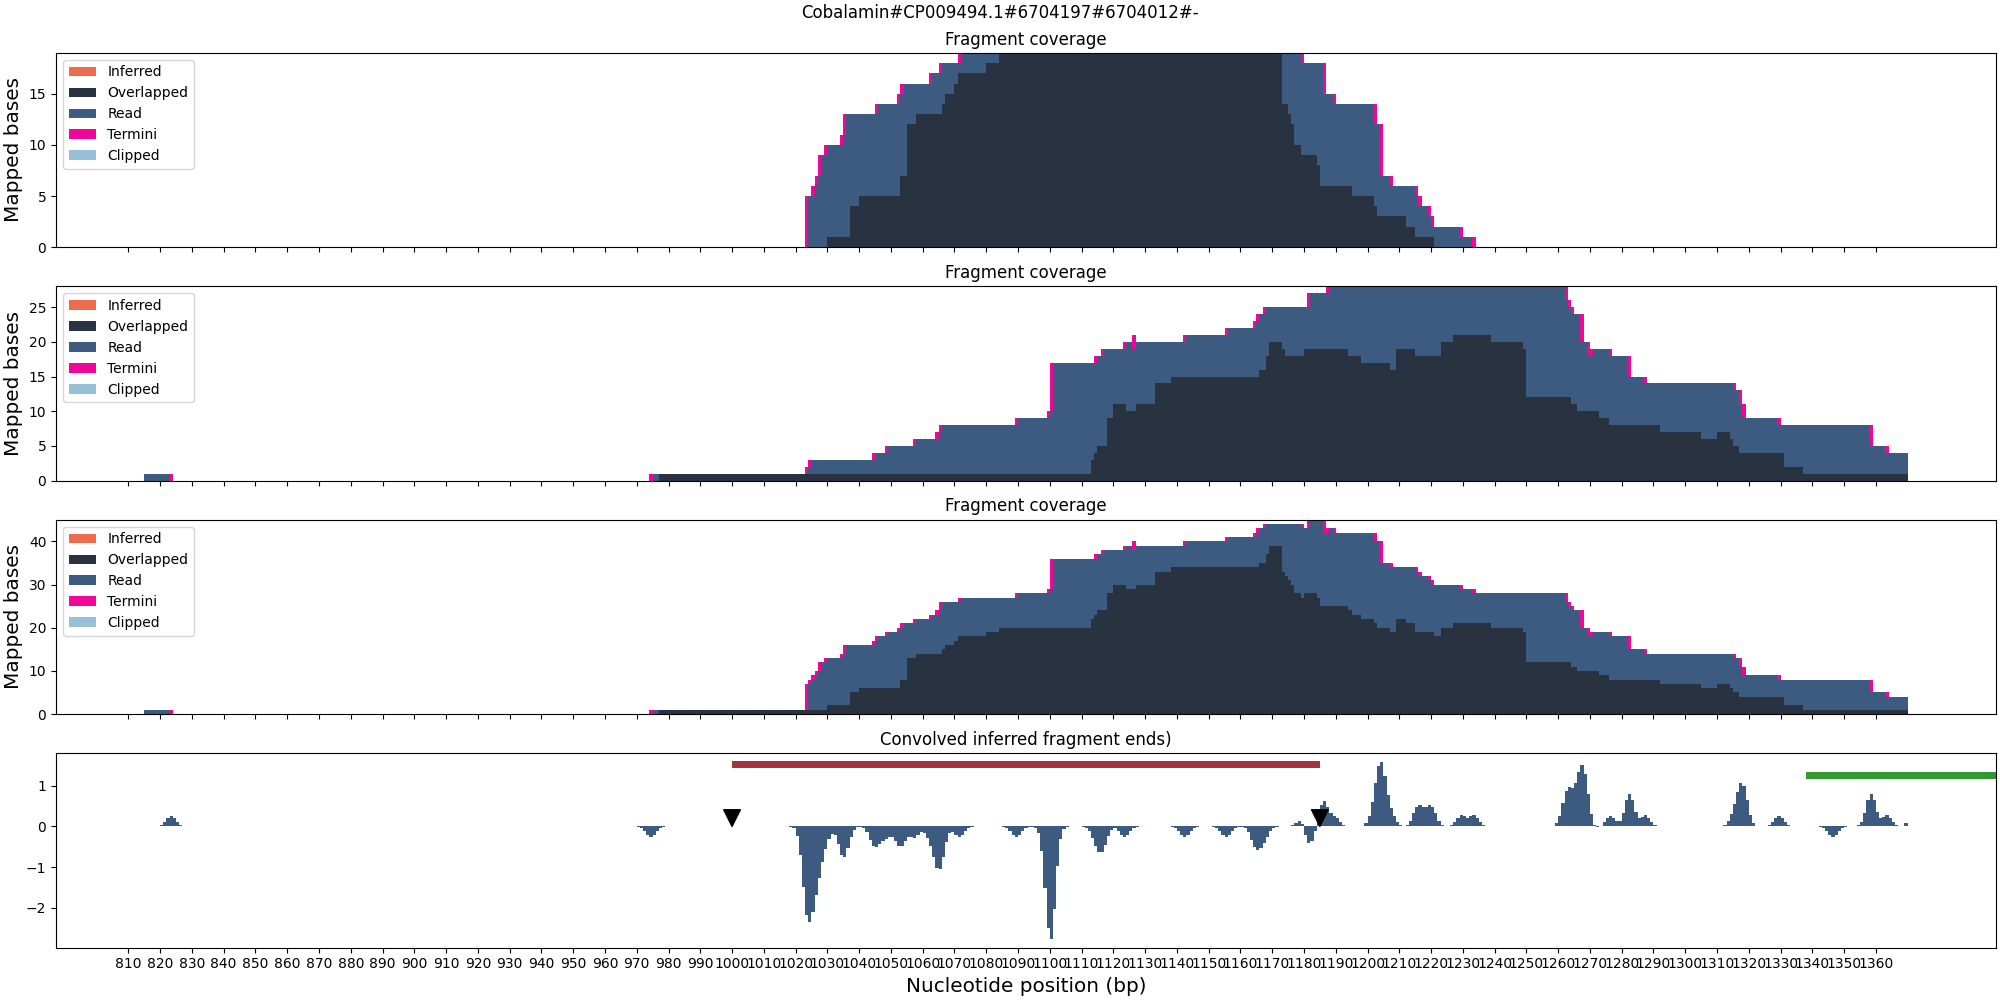 Cobalamin#CP009494.1#6704197#6704012#-
Fragment coverage
Mapped bases
15
10
5
0
Inferred
Overlapped
Read
Termini
Clipped
Fragment coverage
Mapped bases
25
20
15
10
5
0
Inferred
Overlapped
Read
Termini
Clipped
Fragment coverage
Mapped bases
40
30
20
10
0
Inferred
Overlapped
Read
Termini
Clipped
Convolved inferred fragment ends)
1
0
−1
−2
810 820 830 840 850 860 870 880 890 900 910 920 930 940 950 960 970 980 990 1000 1010 1020 1030 1040 1050 1060 1070 1080 1090 1100 1110 1120 1130 1140 1150 1160 1170 1180 1190 1200 1210 1220 1230 1240 1250 1260 1270 1280 1290 1300 1310 1320 1330 1340 1350 1360
Nucleotide position (bp)